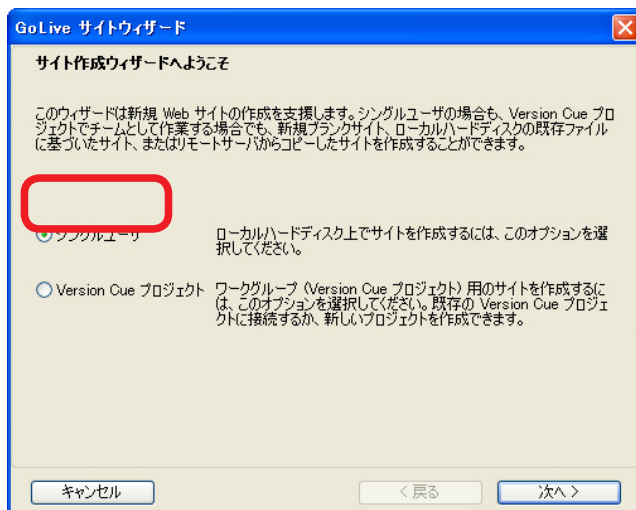 GoLive サイトウィザード
サイト作成ウィザードへようこそ
このウィザードは新規 Web サイトの作成を支援します。シングルユーザの場合も、Version Cue プロ
ジェクトでチームとして作業する場合でも、新規ブランクサイト、ローカルハードディスクの既存ファイル
に基づいたサイト、またはリモートサーバからコピーしたサイトを作成することができます。
シングルユーザ
ローカルハードディスク上でサイトを作成するには、このオプションを選
択してください。
Version Cue プロジェクト
ワークグループ (Version Cue プロジェクト) 用のサイトを作成するに
は、このオプションを選択してください。既存の Version Cue プロジェ
クトに接続するか、新しいプロジェクトを作成できます。
キャンセル
< 戻る
次へ >